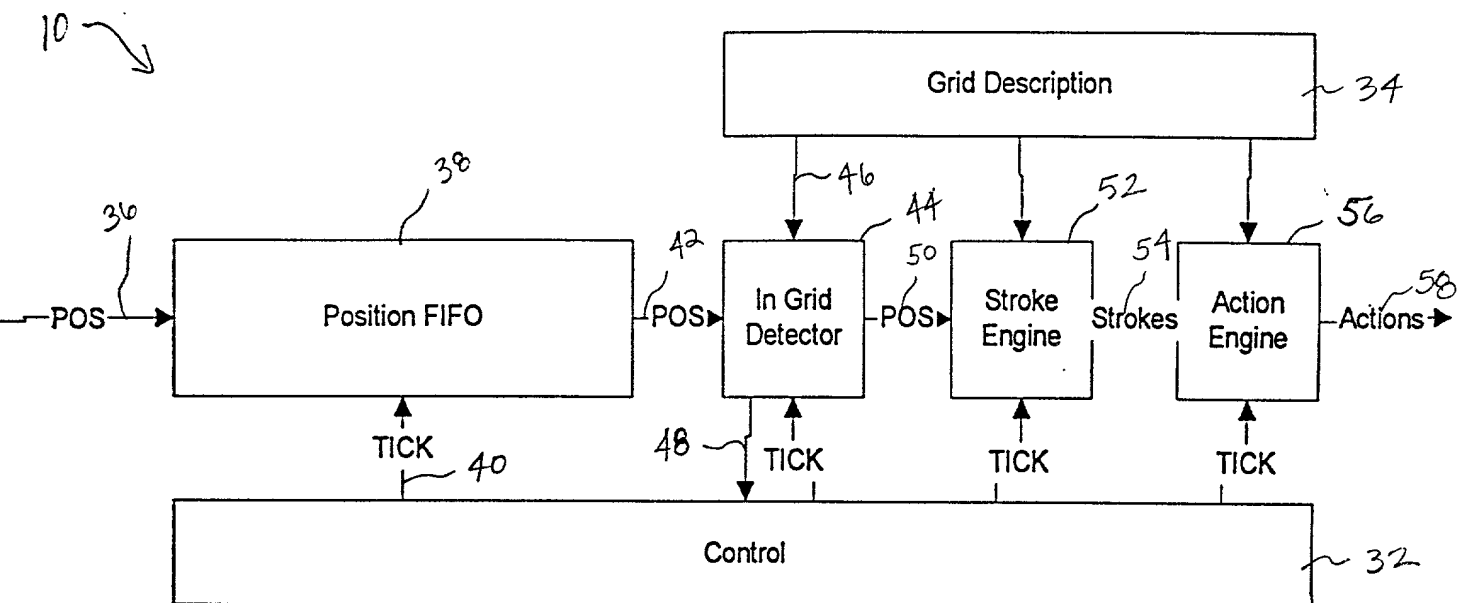 10
Grid Description
34
38
46
36
52
44
56
42
50
54
58
POS
Position FIFO
POS
In Grid
Detector
POS
Stroke
Engine
Strokes
Action
Engine
Actions
TICK
40
48
TICK
TICK
TICK
Control
32